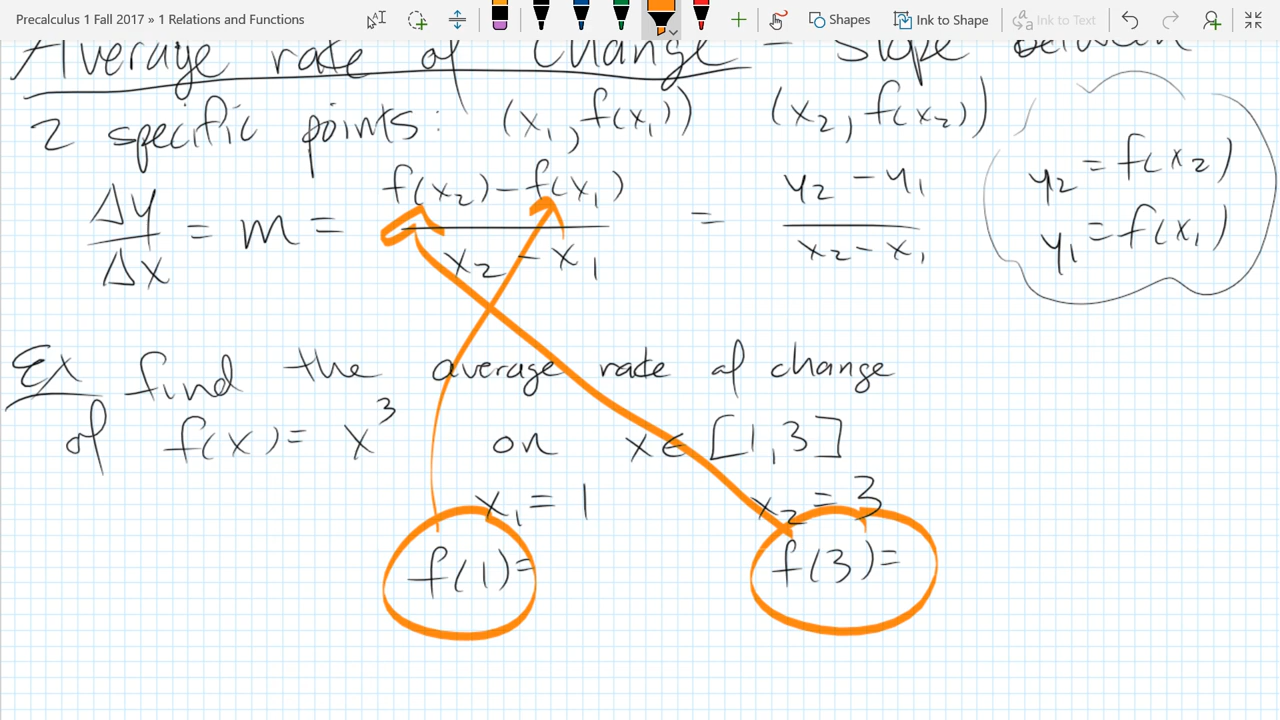 Precalculus 1 Fall 2017 » 1 Relations and Functions
Shapes
Ink to Shape
Ink to Text
Average rate of change = slope between
2 specific points: (x₁, f(x₁)) (x₂, f(x₂))
Δy/Δx = m = f(x₂) - f(x₁) / x₂ - x₁ = y₂ - y₁ / x₂ - x₁
y₂ = f(x₂)
y₁ = f(x₁)
Ex find the average rate of change
of f(x) = x³ on x ∈ [1, 3]
x₁ = 1 x₂ = 3
f(1) = f(3) =